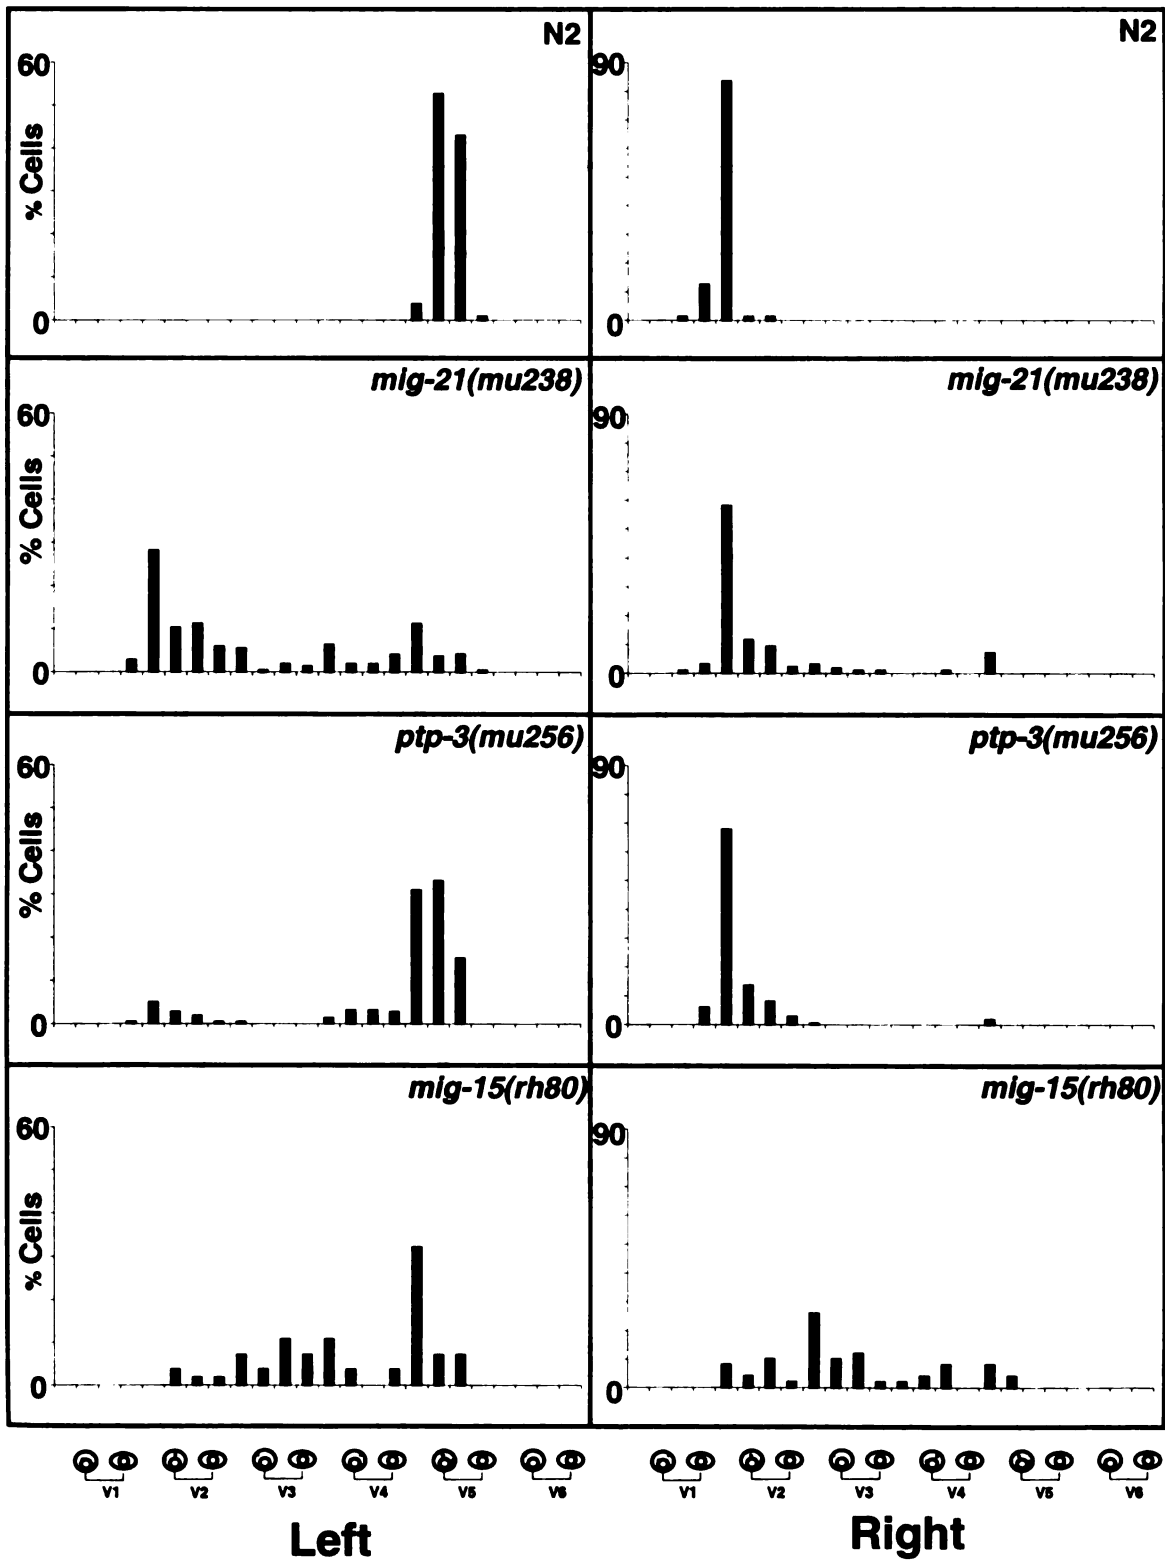 N2
60
% Cells
0
N2
90
0
mig-21(mu238)
60
% Cells
0
mig-21(mu238)
90
0
ptp-3(mu256)
60
% Cells
0
ptp-3(mu256)
90
0
mig-15(rh80)
60
% Cells
0
mig-15(rh80)
90
0
V1 V2 V3 V4 V5 V6
V1 V2 V3 V4 V5 V6
Left
Right